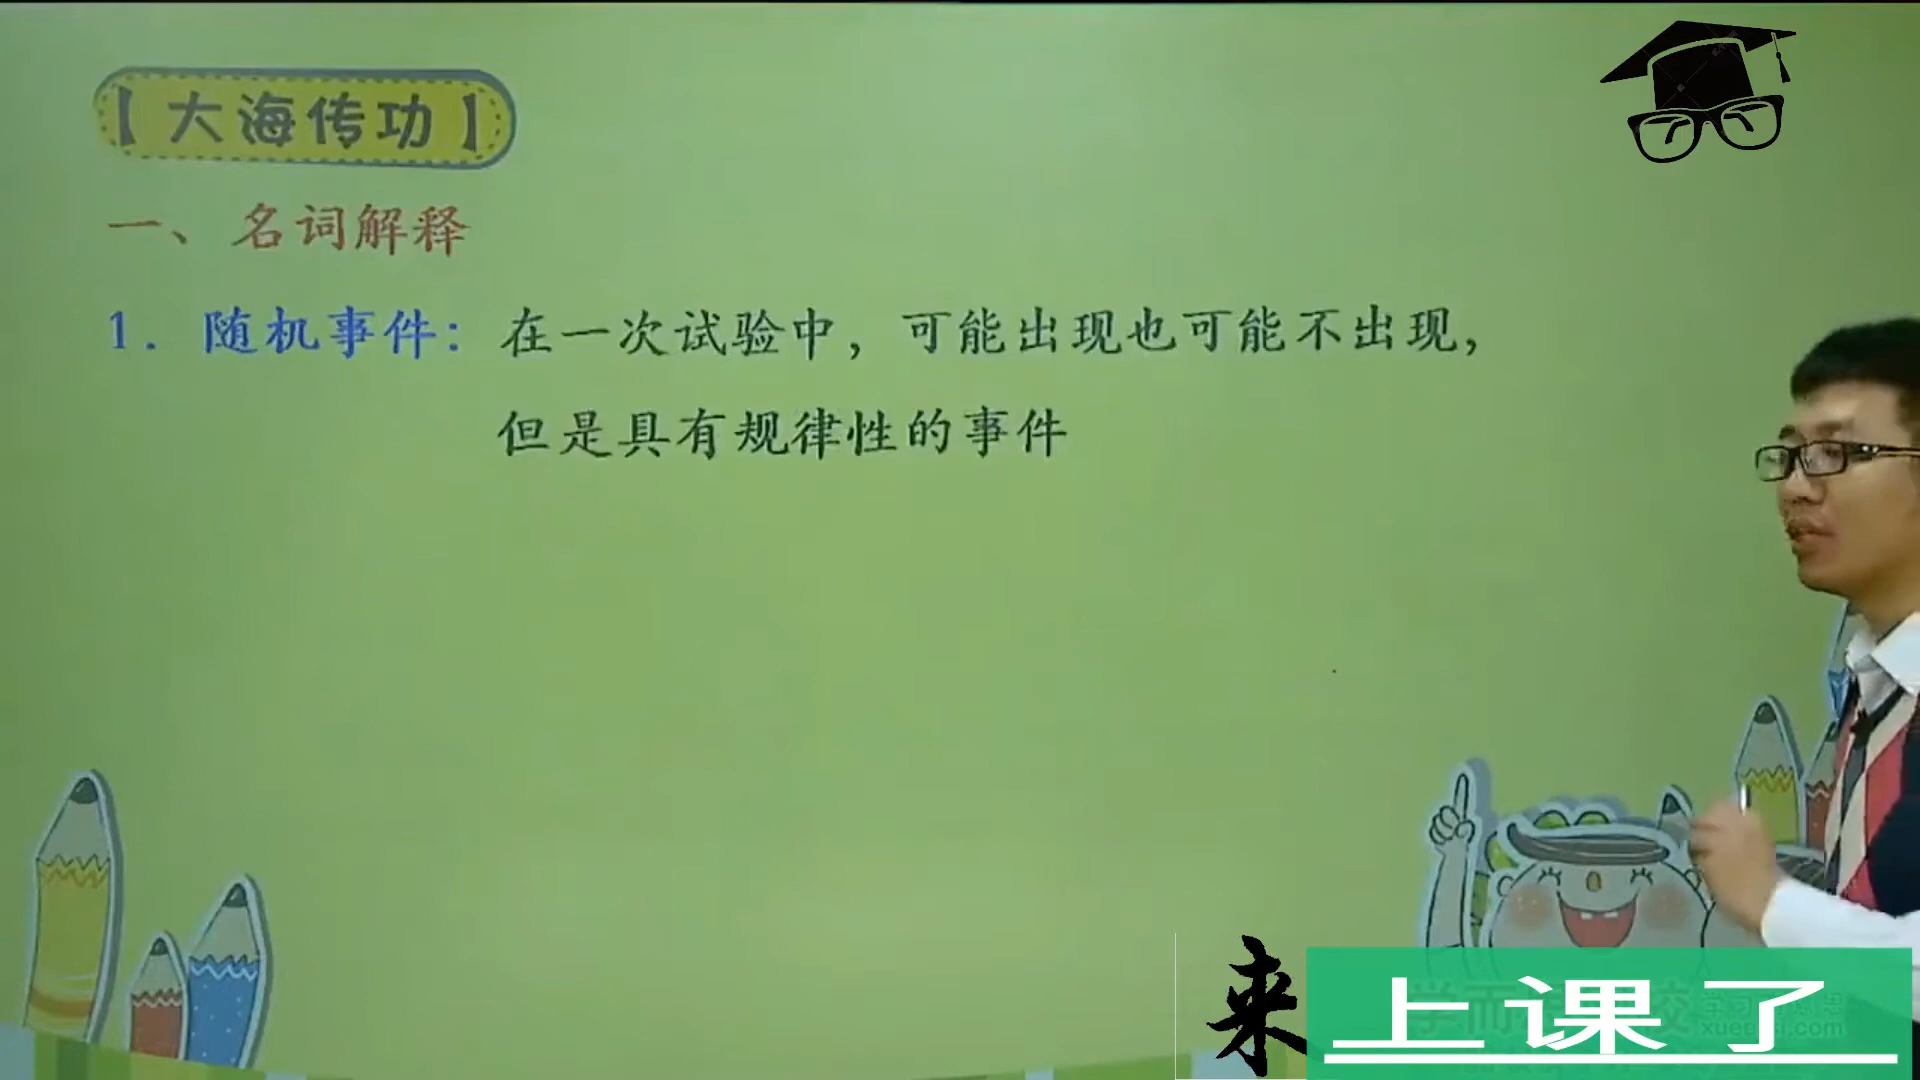 【大海传功】
一、名词解释
1. 随机事件：在一次试验中，可能出现也可能不出现，
但是具有规律性的事件
来上课了
xueersi.com